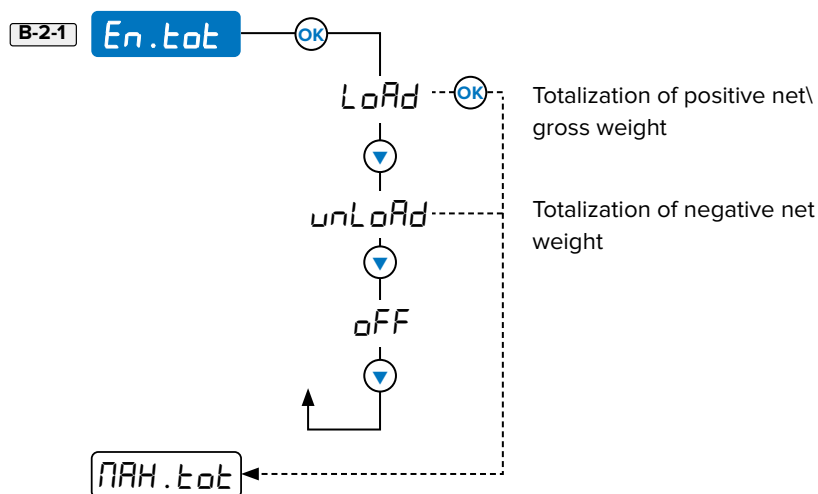 B-2-1 En.tot OK
LoAd OK Totalization of positive net\
gross weight
unLoAd Totalization of negative net
weight
oFF
MAH.tot